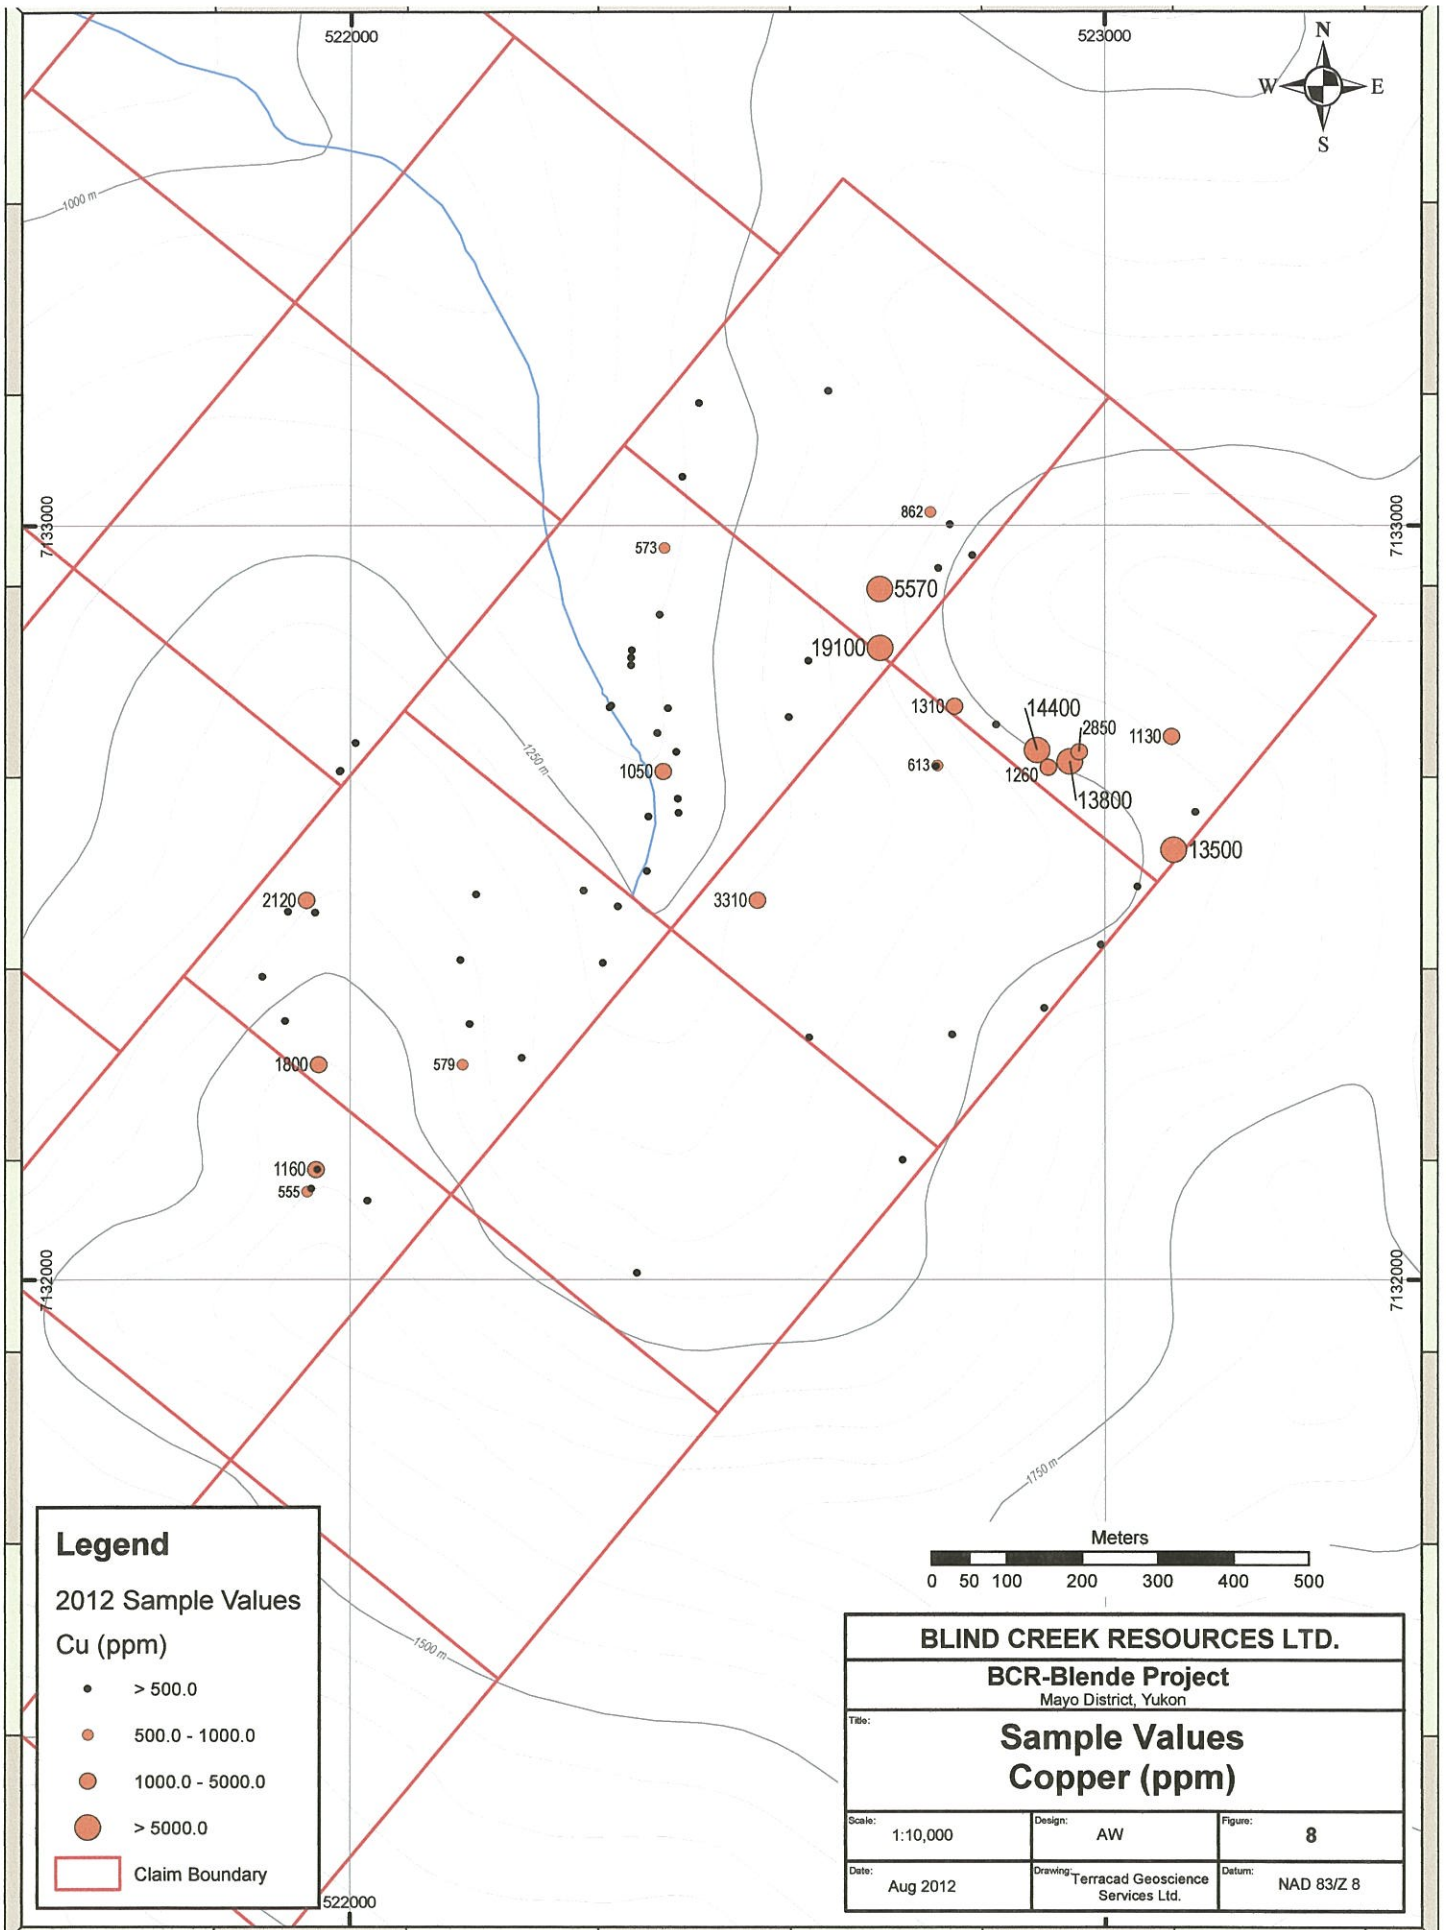 522000
523000
N
W
E
S
1000 m
7133000
7133000
862
573
5570
19100
1310
14400
2850
1130
1250 m
1050
613
1260
13800
13500
2120
3310
1800
579
1160
555
7132000
7132000
1750 m
1500 m
Legend
2012 Sample Values
Cu (ppm)
> 500.0
500.0 - 1000.0
1000.0 - 5000.0
> 5000.0
Claim Boundary
522000
Meters
0 50 100 200 300 400 500
BLIND CREEK RESOURCES LTD.
BCR-Blende Project
Mayo District, Yukon
Title:
Sample Values
Copper (ppm)
Scale:
1:10,000
Design:
AW
Figure:
8
Date:
Aug 2012
Drawing:
Terracad Geoscience
Services Ltd.
Datum:
NAD 83/Z 8